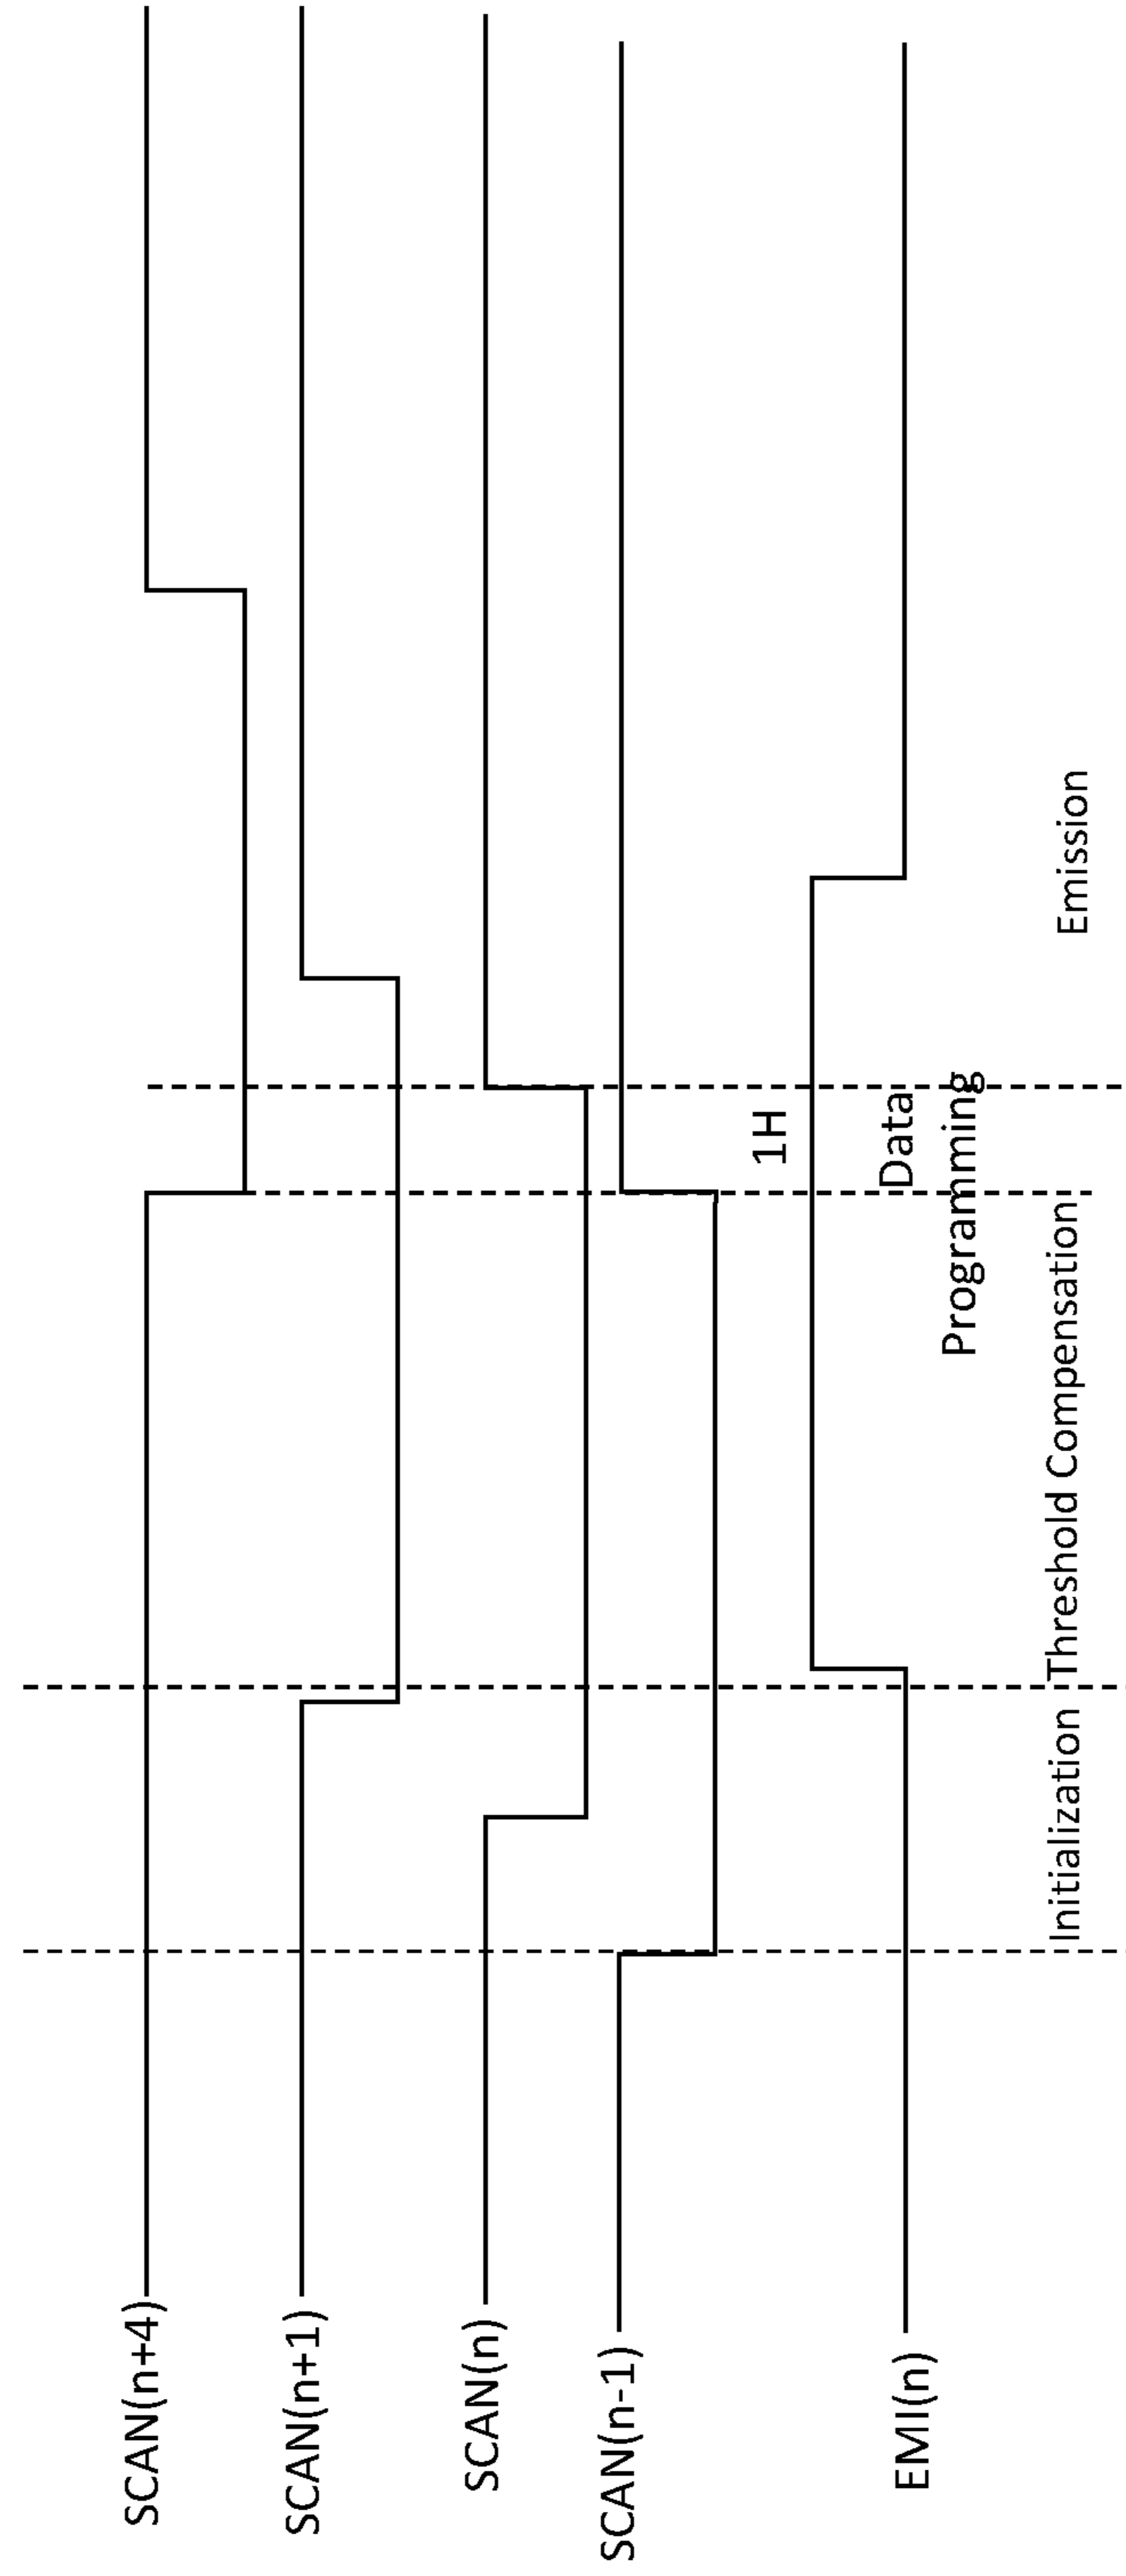 SCAN(n+4)
SCAN(n+1)
SCAN(n)
SCAN(n-1)
1H
EMI(n)
Data
Programming
Initialization
Threshold Compensation
Emission